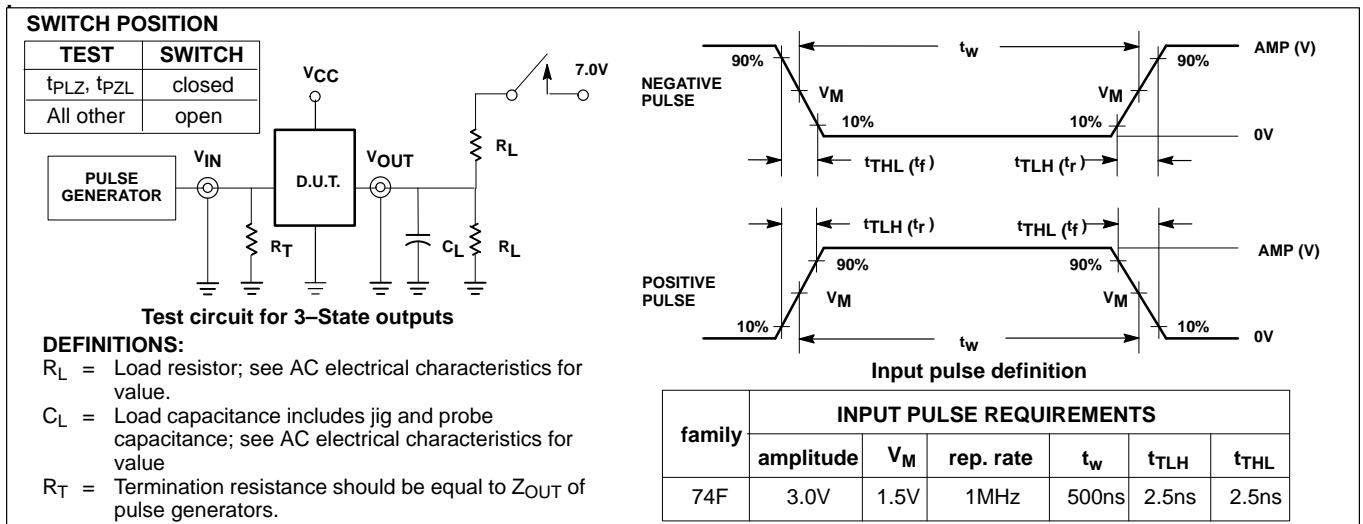 SWITCH POSITION
TEST SWITCH
tPLZ, tPZL closed
All other open
VCC
7.0V
RL
VIN
VOUT
PULSE GENERATOR
D.U.T.
RT
CL
RL
Test circuit for 3–State outputs
DEFINITIONS:
RL = Load resistor; see AC electrical characteristics for
value.
CL = Load capacitance includes jig and probe
capacitance; see AC electrical characteristics for
value
RT = Termination resistance should be equal to ZOUT of
pulse generators.
tw
AMP (V)
90%
90%
NEGATIVE
PULSE
VM
VM
10%
10%
0V
tTHL (tf)
tTLH (tr)
tTLH (tr)
tTHL (tf)
AMP (V)
90%
90%
POSITIVE
PULSE
VM
VM
10%
10%
tw
0V
Input pulse definition
family INPUT PULSE REQUIREMENTS
amplitude VM rep. rate tw tTLH tTHL
74F 3.0V 1.5V 1MHz 500ns 2.5ns 2.5ns